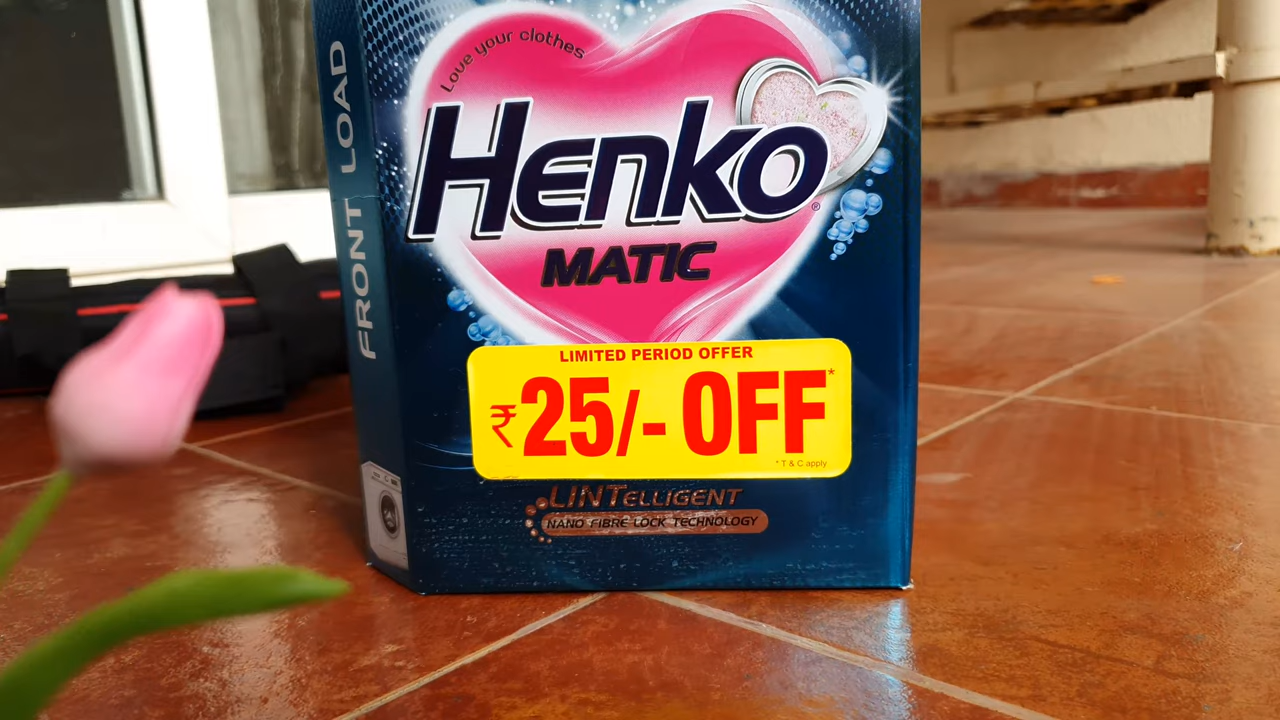 FRONT LOAD
Love your clothes
Henko®
MATIC
LIMITED PERIOD OFFER
₹25/- OFF*
* T & C apply
LINTELLIGENT
NANO FIBRE LOCK TECHNOLOGY